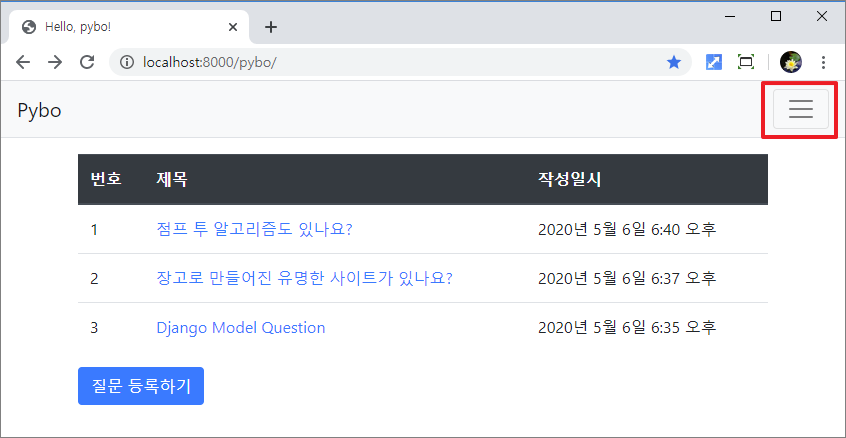 Hello, pybo!
localhost:8000/pybo/
Pybo
번호 제목 작성일시
1 점프 투 알고리즘도 있나요? 2020년 5월 6일 6:40 오후
2 장고로 만들어진 유명한 사이트가 있나요? 2020년 5월 6일 6:37 오후
3 Django Model Question 2020년 5월 6일 6:35 오후
질문 등록하기